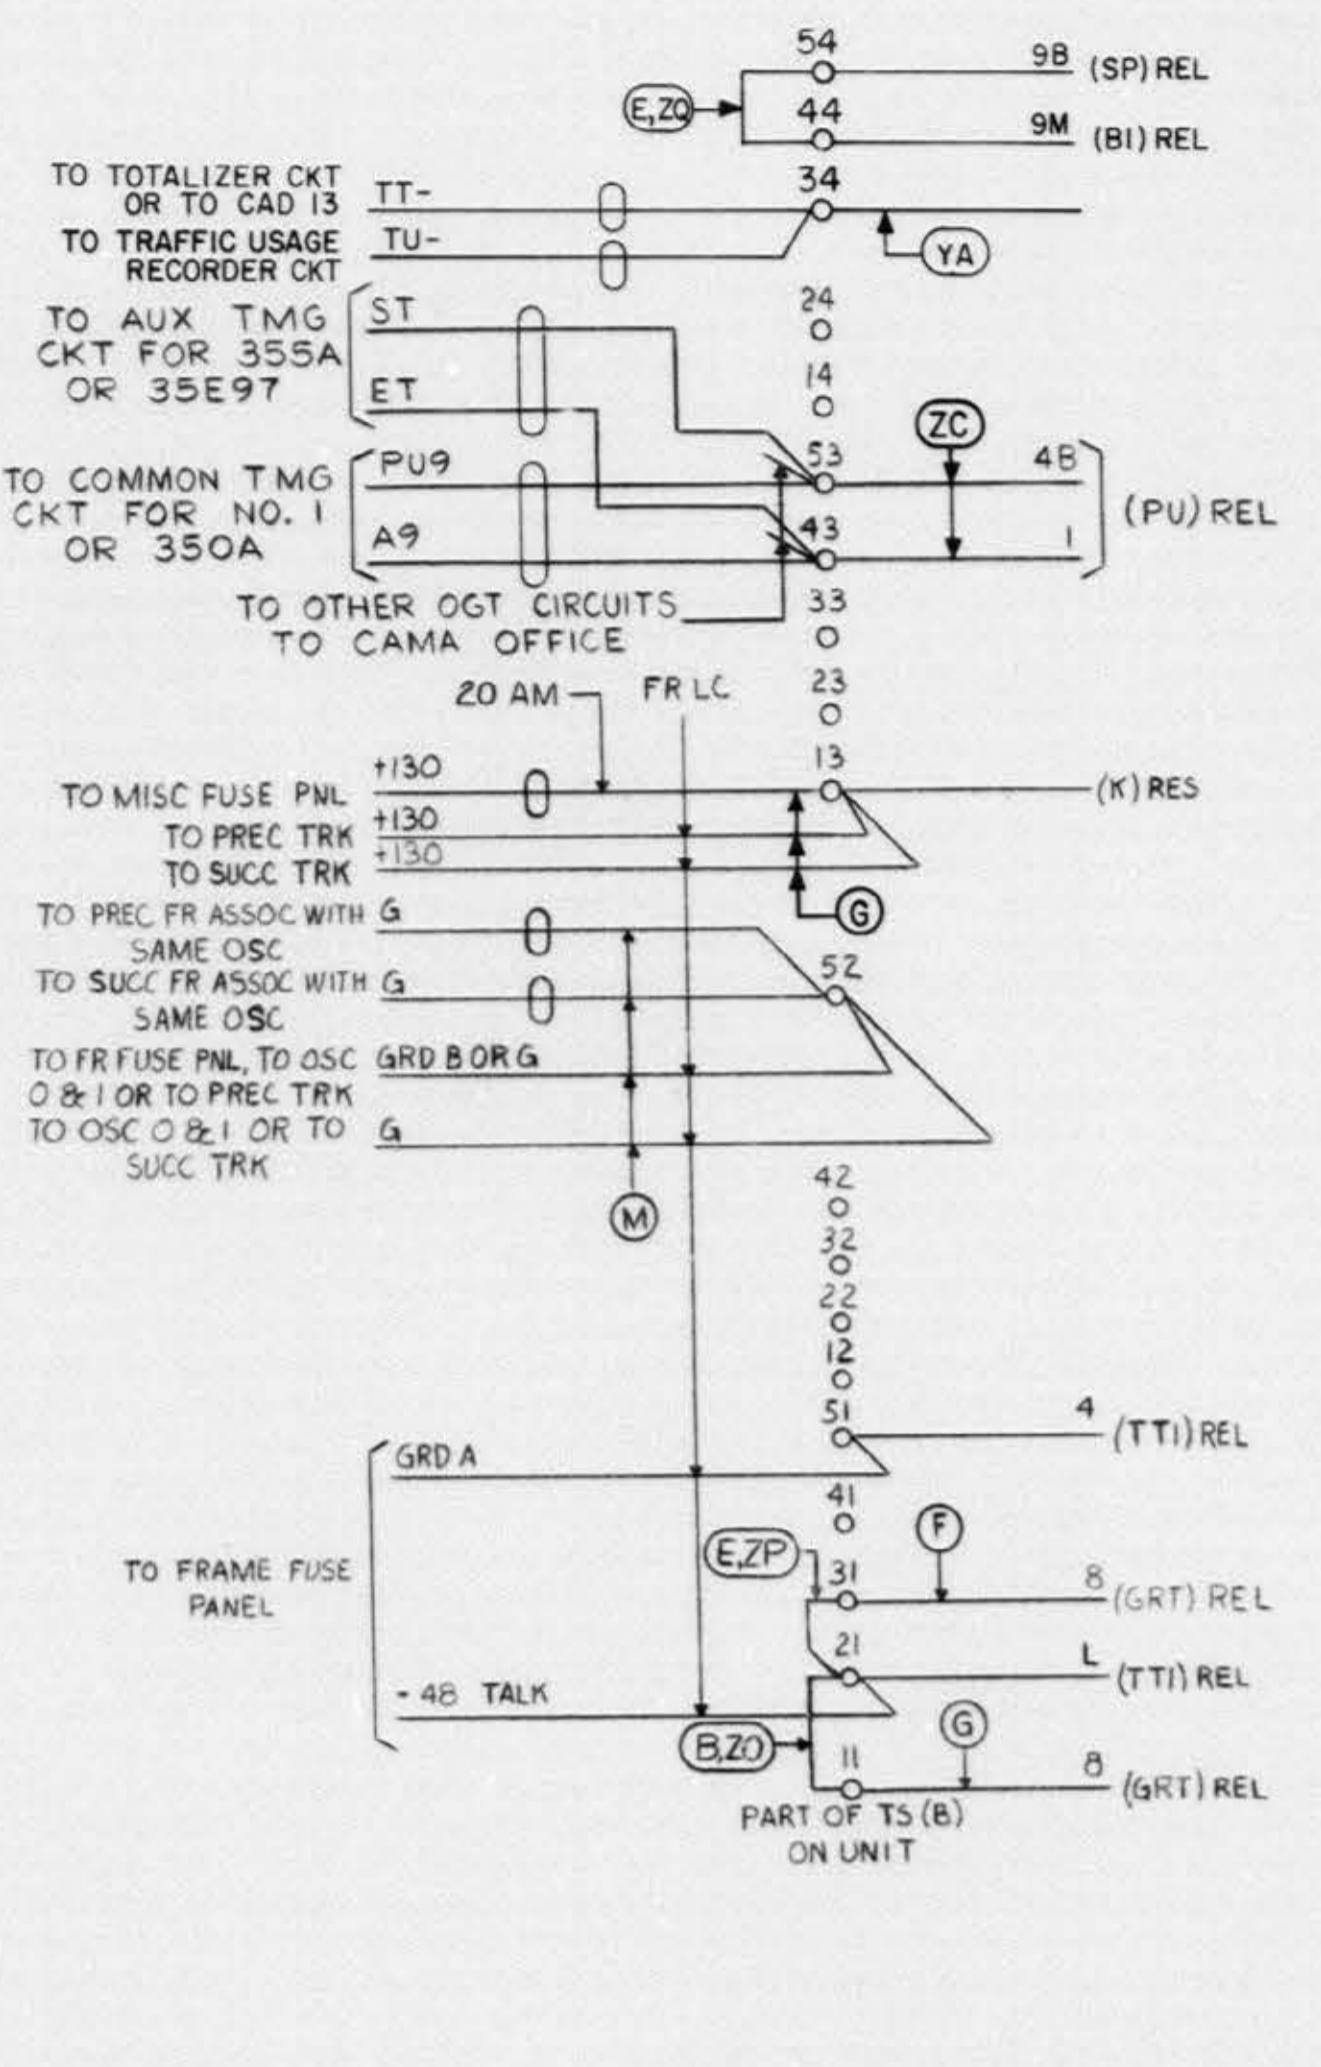 54
9B (SP) REL
E,ZQ
44
9M (BI) REL
TO TOTALIZER CKT
OR TO CAD 13
TT-
34
TO TRAFFIC USAGE
RECORDER CKT
TU-
YA
24
TO AUX TMG
CKT FOR 355A
OR 35E97
ST
ET
14
ZC
TO COMMON TMG
CKT FOR NO. 1
OR 350A
PU9
A9
53
4B
43
1
(PU) REL
TO OTHER OGT CIRCUITS
TO CAMA OFFICE
33
23
20 AM
FR LC
13
TO MISC FUSE PNL +130
(K) RES
TO PREC TRK +130
TO SUCC TRK +130
G
TO PREC FR ASSOC WITH G
SAME OSC
52
TO SUCC FR ASSOC WITH G
SAME OSC
TO FR FUSE PNL, TO OSC GRD B OR G
0 & 1 OR TO PREC TRK
TO OSC 0 & 1 OR TO G
SUCC TRK
M
42
32
22
12
51
4 (TTI) REL
GRD A
41
F
E,ZP
31
8 (GRT) REL
TO FRAME FUSE
PANEL
21
L (TTI) REL
- 48 TALK
G
B,ZO
11
8 (GRT) REL
PART OF TS (B)
ON UNIT